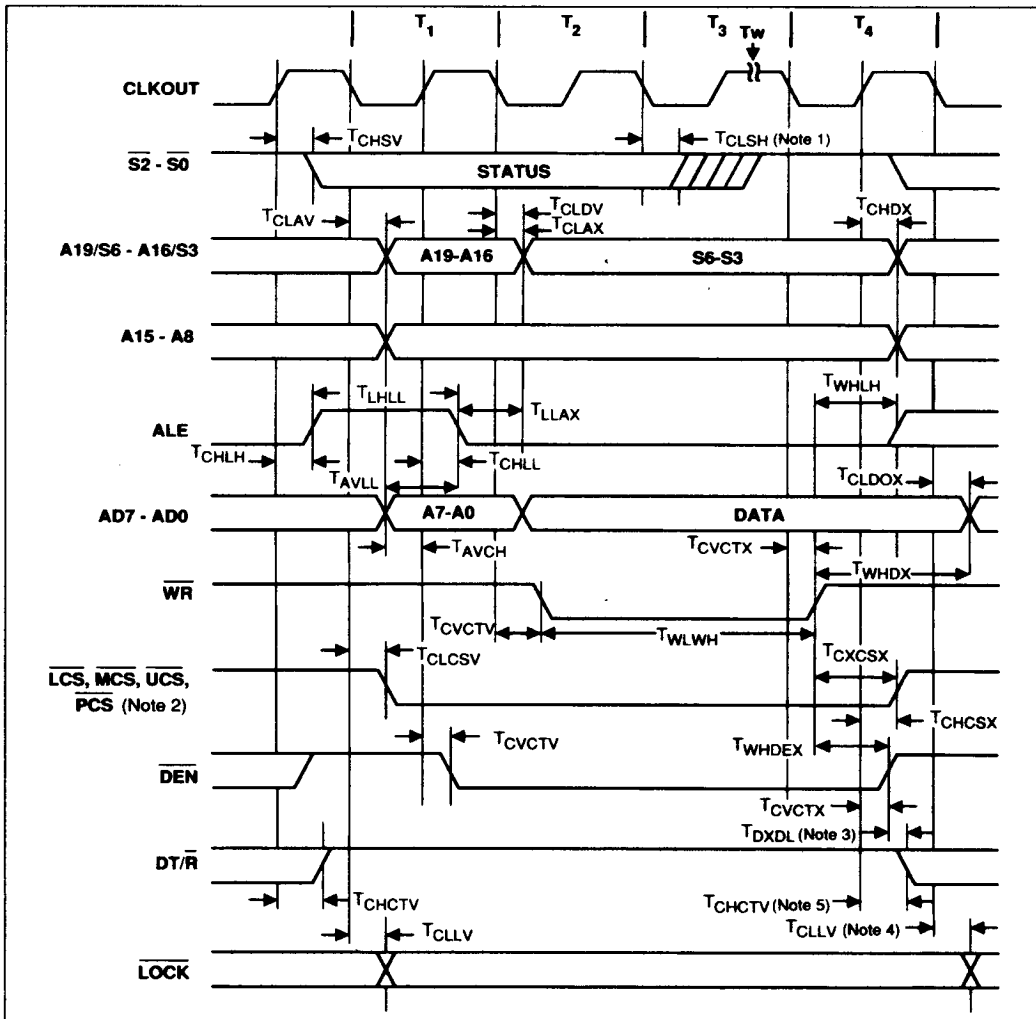 T1 T2 T3 T4
Tw
CLKOUT
TCHSV
TCLSH (Note 1)
S2 - S0
STATUS
TCLAV
TCLDV
TCHDX
TCLAX
A19/S6 - A16/S3
A19-A16
S6-S3
A15 - A8
TLHLL
TWHLH
TLLAX
ALE
TCHLH
TCHLL
TAVLL
TCLDOX
AD7 - AD0
A7-A0
DATA
TAVCH
TCVCTX
TWHDX
WR
TCVCTV
TWLWH
TCLCSV
TCXCSX
LCS, MCS, UCS,
PCS (Note 2)
TCHCSX
TCVCTV
TWHDEX
DEN
TCVCTX
TDXDL (Note 3)
DT/R
TCHCTV
TCHCTV (Note 5)
TCLLV
TCLLV (Note 4)
LOCK